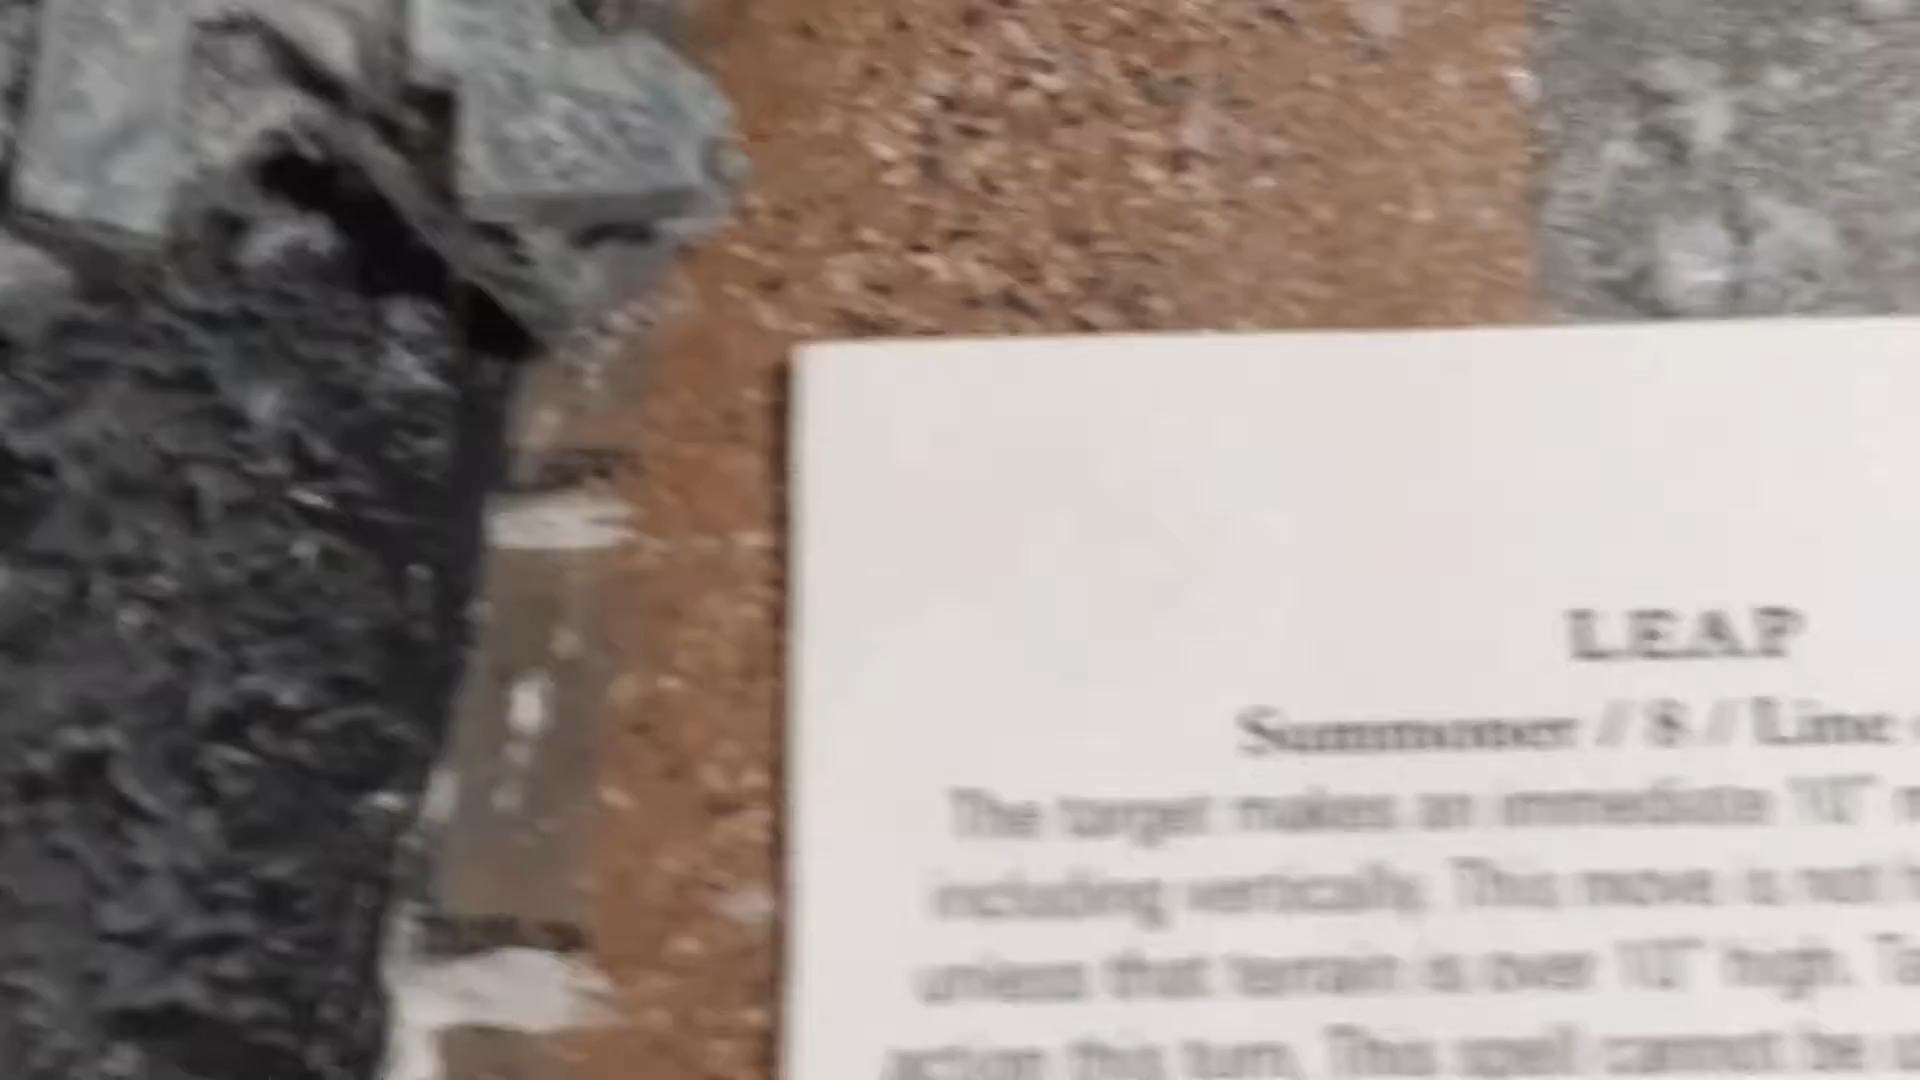 LEAP
Summoner / 8 / Line
The target makes an immediate 10"
including vertically. This move is not
unless that terrain is over 10" high.
action this turn. This spell cannot be